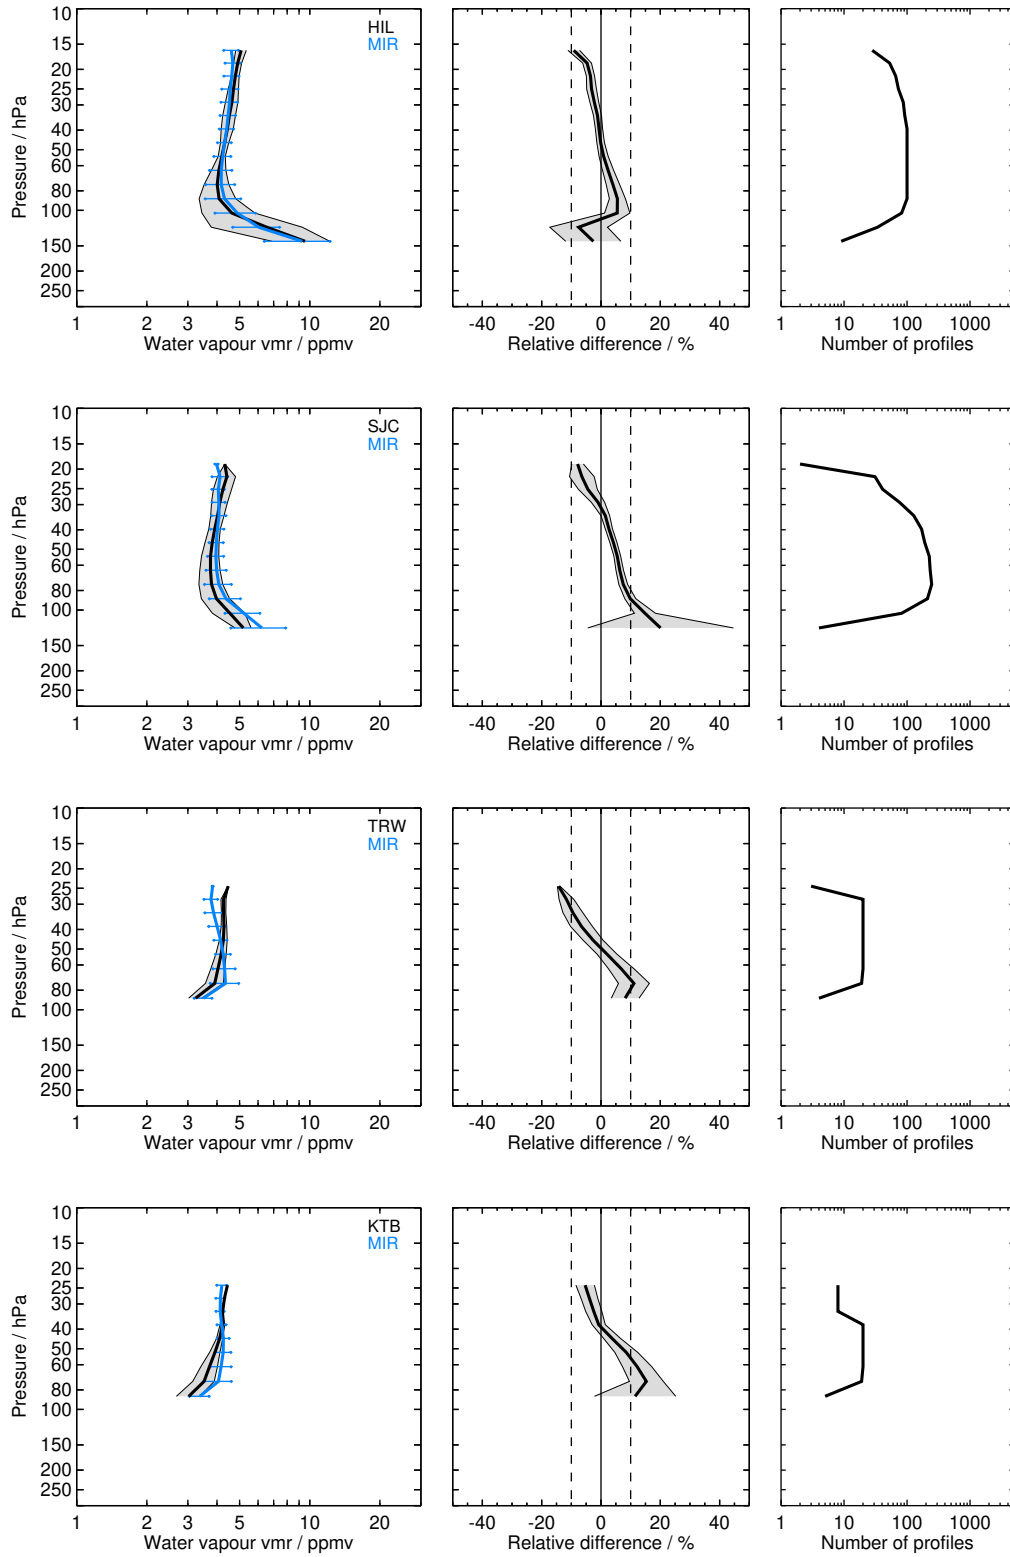 HIL
MIR
10
15
20
25
30
40
50
60
80
100
150
200
250
Pressure / hPa
1 2 3 5 10 20
Water vapour vmr / ppmv
-40 -20 0 20 40
Relative difference / %
1 10 100 1000
Number of profiles
SJC
MIR
10
15
20
25
30
40
50
60
80
100
150
200
250
Pressure / hPa
1 2 3 5 10 20
Water vapour vmr / ppmv
-40 -20 0 20 40
Relative difference / %
1 10 100 1000
Number of profiles
TRW
MIR
10
15
20
25
30
40
50
60
80
100
150
200
250
Pressure / hPa
1 2 3 5 10 20
Water vapour vmr / ppmv
-40 -20 0 20 40
Relative difference / %
1 10 100 1000
Number of profiles
KTB
MIR
10
15
20
25
30
40
50
60
80
100
150
200
250
Pressure / hPa
1 2 3 5 10 20
Water vapour vmr / ppmv
-40 -20 0 20 40
Relative difference / %
1 10 100 1000
Number of profiles